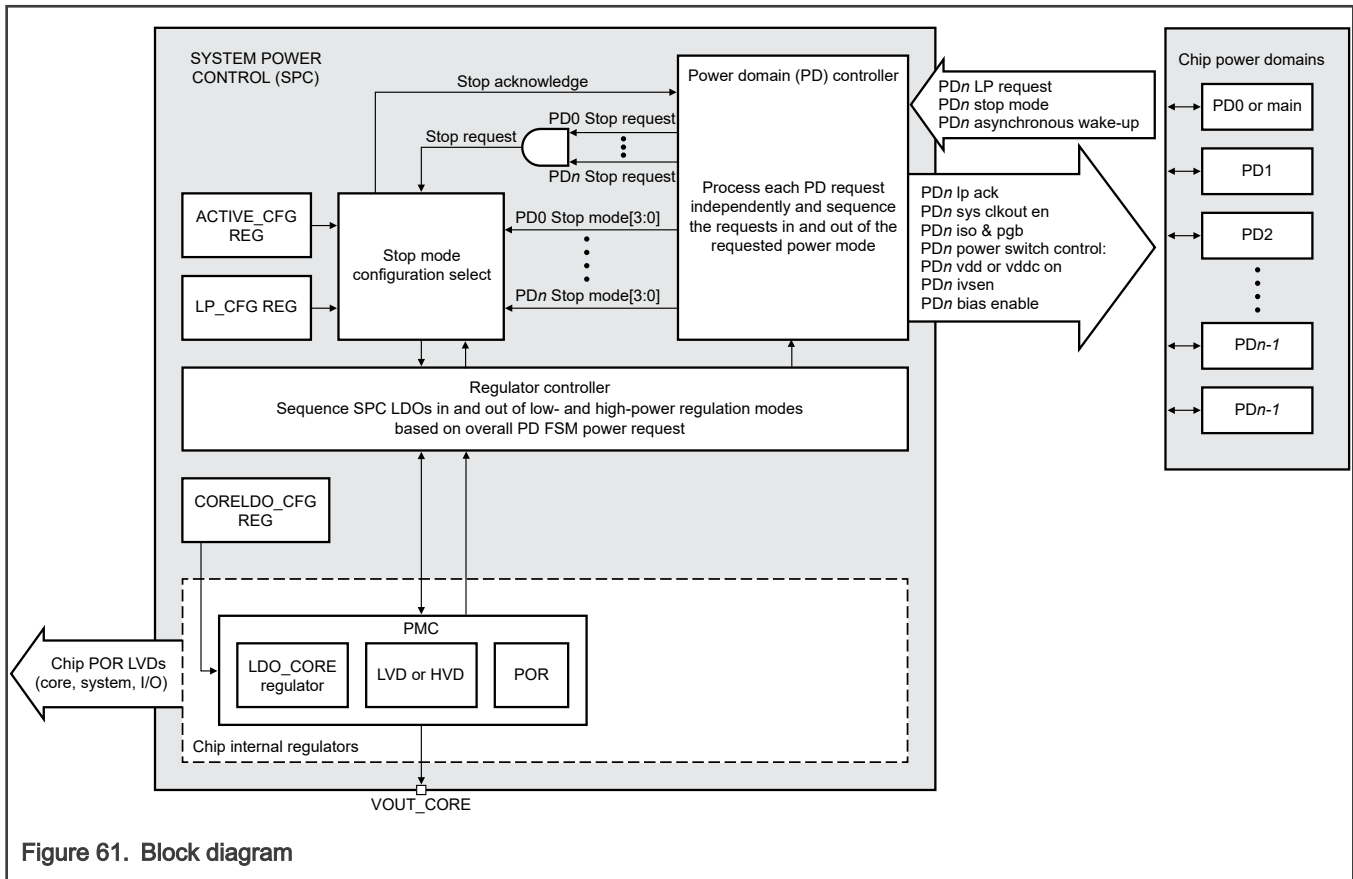 SYSTEM POWER
CONTROL (SPC)
Stop acknowledge
Stop request
PD0 Stop request
PDn Stop request
Power domain (PD) controller
Process each PD request
independently and sequence
the requests in and out of the
requested power mode
ACTIVE_CFG
REG
LP_CFG REG
Stop mode
configuration select
PD0 Stop mode[3:0]
PDn Stop mode[3:0]
PDn LP request
PDn stop mode
PDn asynchronous wake-up
PDn lp ack
PDn sys clkout en
PDn iso & pgb
PDn power switch control:
PDn vdd or vddc on
PDn ivsen
PDn bias enable
Chip power domains
PD0 or main
PD1
PD2
PDn-1
PDn-1
Regulator controller
Sequence SPC LDOs in and out of low- and high-power regulation modes
based on overall PD FSM power request
CORELDO_CFG
REG
PMC
LDO_CORE
regulator
LVD or HVD
POR
Chip internal regulators
Chip POR LVDs
(core, system, I/O)
VOUT_CORE
Figure 61. Block diagram